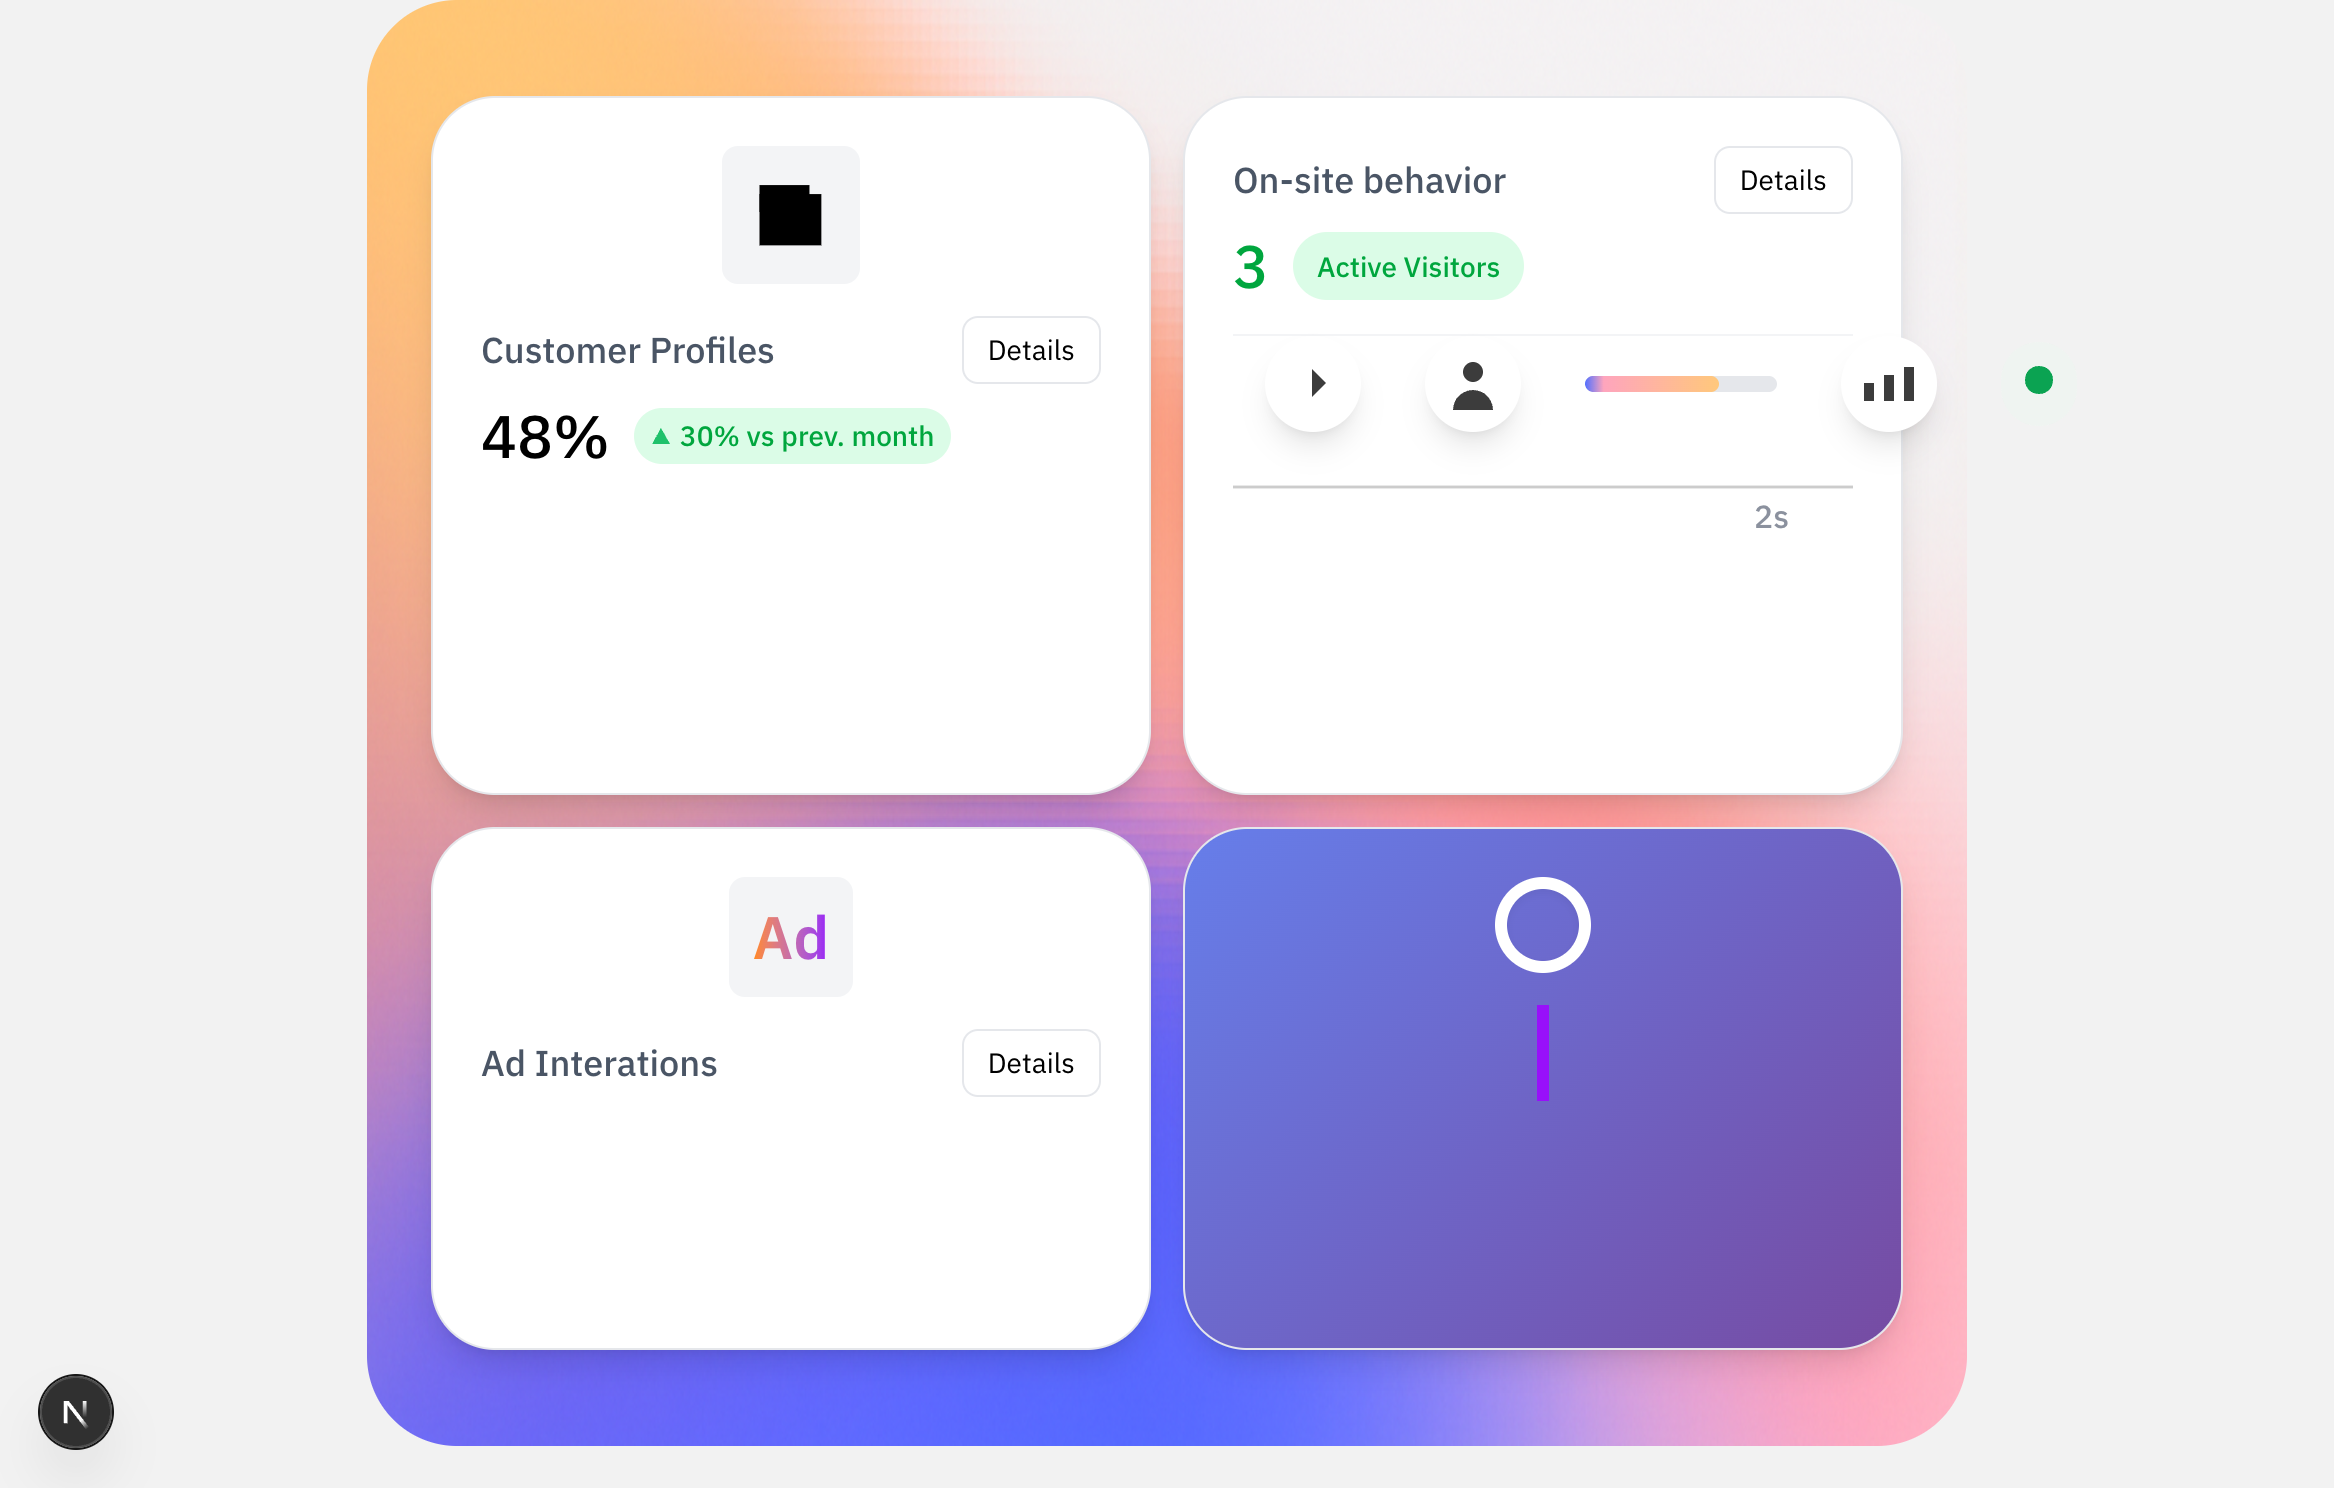 Customer Profiles
Details
48%
30% vs prev. month
On-site behavior
Details
3
Active Visitors
2s
Ad
Ad Interations
Details
N